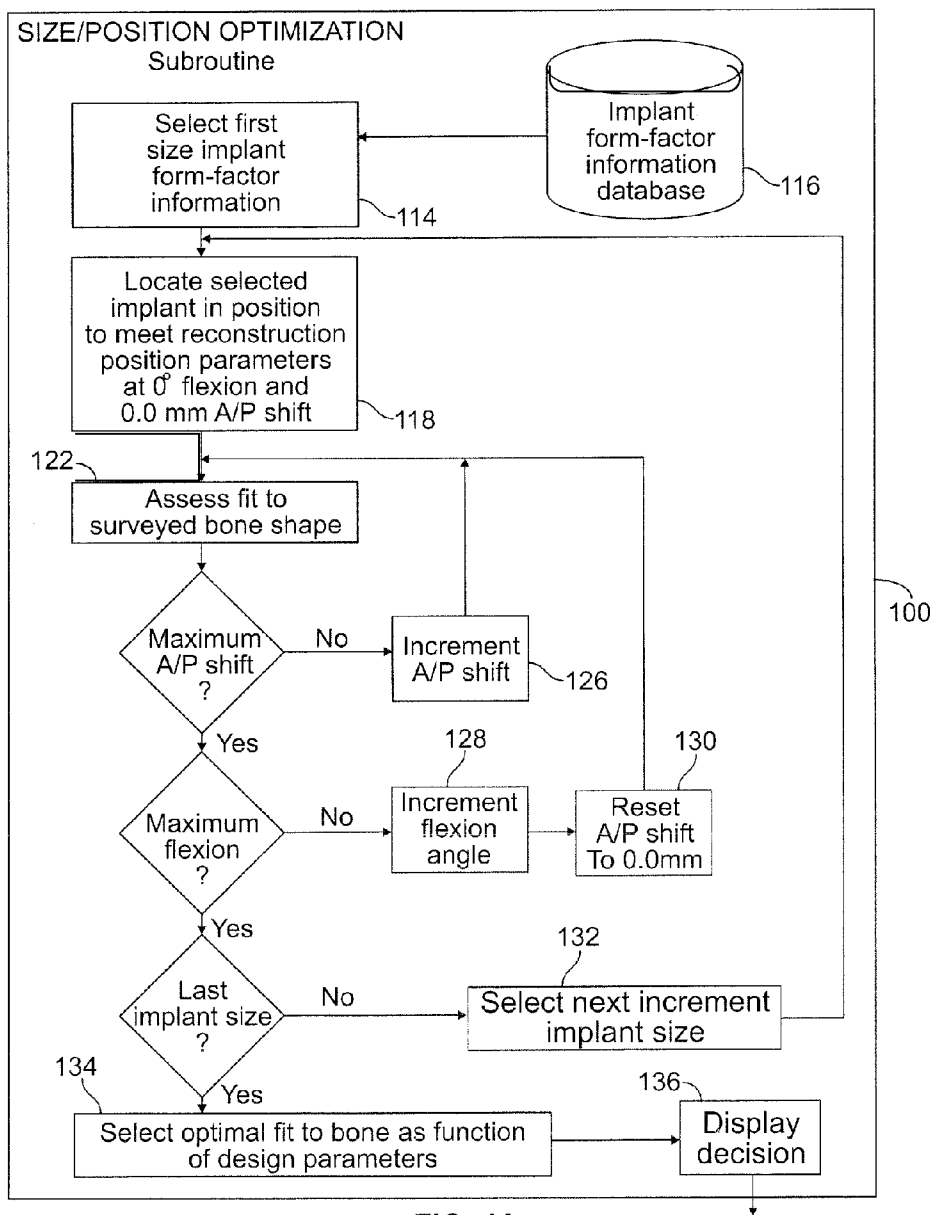 SIZE/POSITION OPTIMIZATION
Subroutine
Select first
size implant
form-factor
information
114
Implant
form-factor
information
database
116
Locate selected
implant in position
to meet reconstruction
position parameters
at 0° flexion and
0.0 mm A/P shift
118
122
Assess fit to
surveyed bone shape
100
Maximum
A/P shift
?
No
Increment
A/P shift
126
Yes
Maximum
flexion
?
No
128
Increment
flexion
angle
130
Reset
A/P shift
To 0.0mm
Yes
Last
implant size
?
No
132
Select next increment
implant size
Yes
134
Select optimal fit to bone as function
of design parameters
136
Display
decision